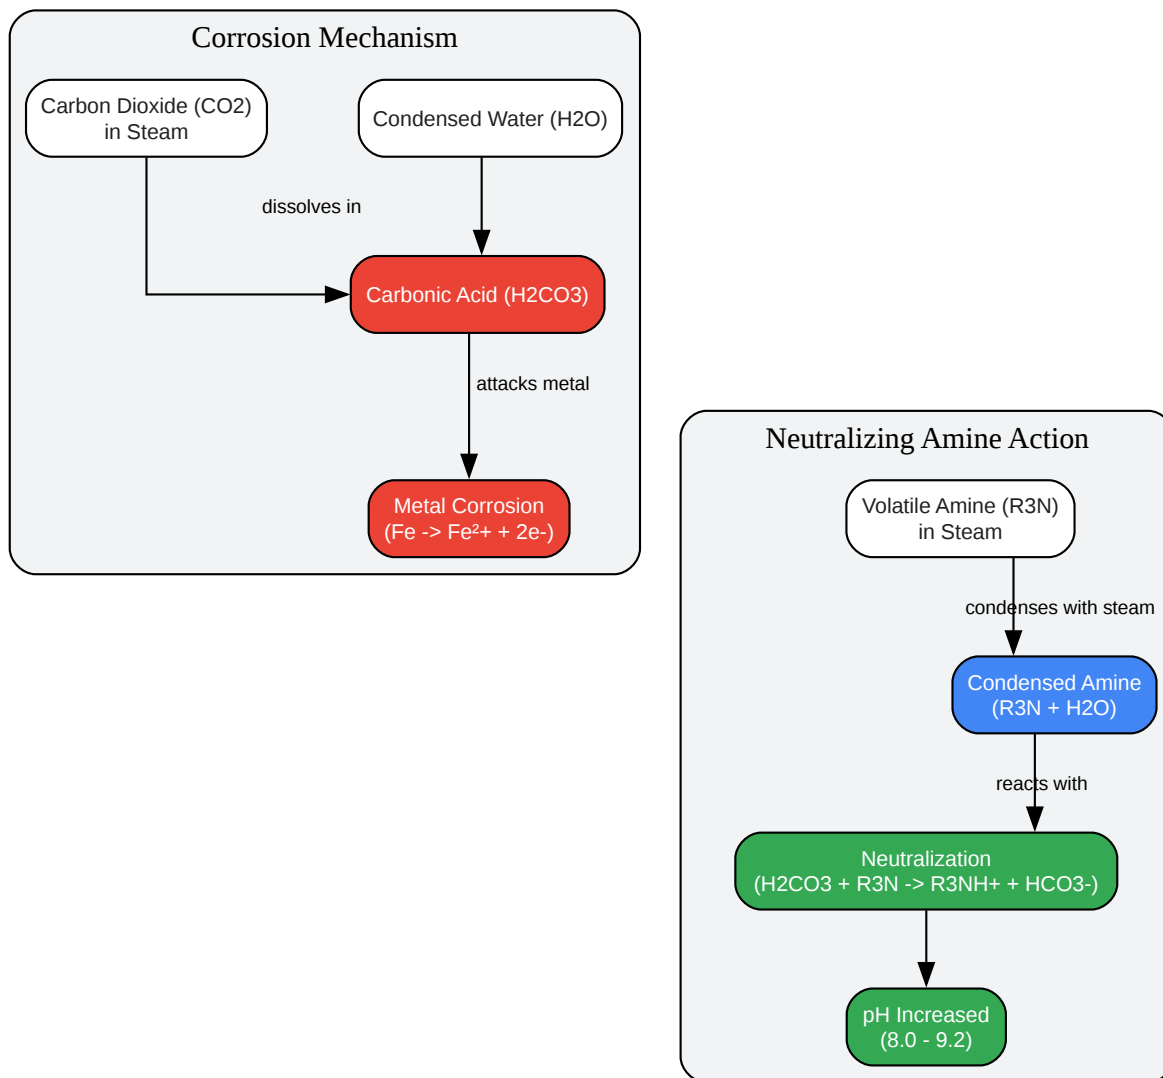 Corrosion Mechanism
Carbon Dioxide (CO2)
in Steam
Condensed Water (H2O)
dissolves in
Carbonic Acid (H2CO3)
attacks metal
Metal Corrosion
(Fe -> Fe²+ + 2e-)
Neutralizing Amine Action
Volatile Amine (R3N)
in Steam
condenses with steam
Condensed Amine
(R3N + H2O)
reacts with
Neutralization
(H2CO3 + R3N -> R3NH+ + HCO3-)
pH Increased
(8.0 - 9.2)